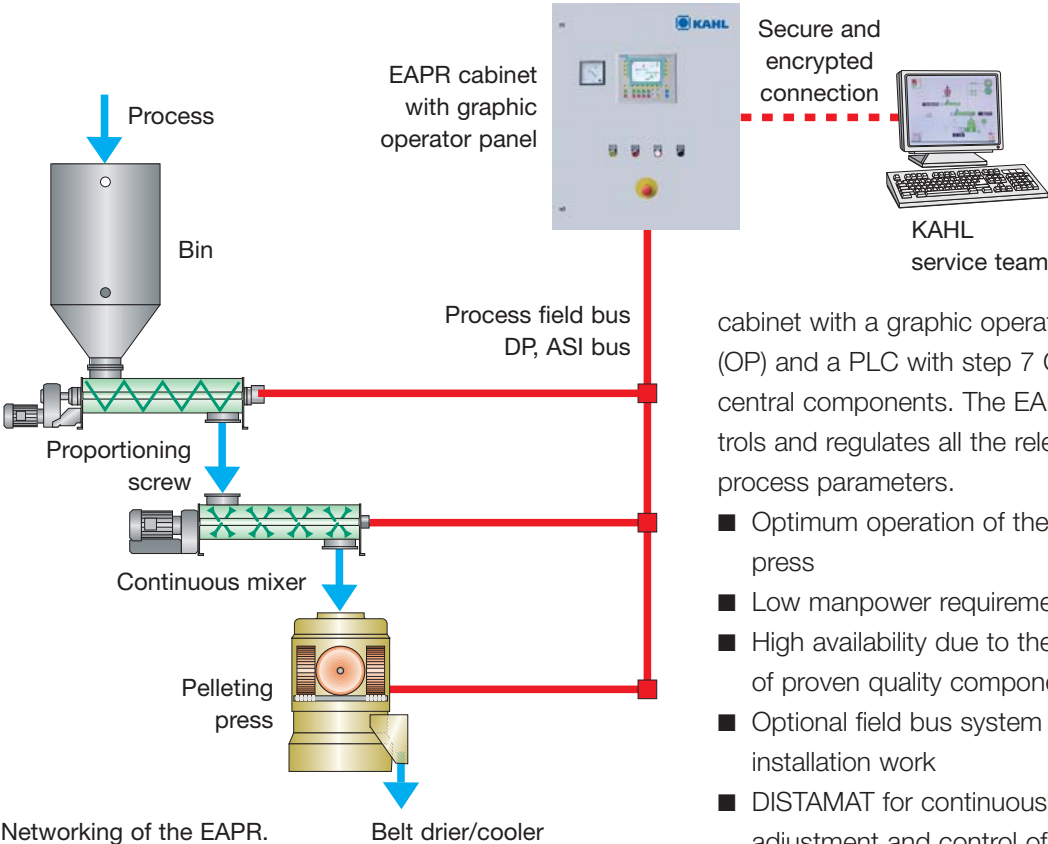 KAHL
Secure and
encrypted
connection
EAPR cabinet
with graphic
operator panel
Process
Bin
KAHL
service team
Process field bus
DP, ASI bus
Proportioning
screw
Continuous mixer
Pelleting
press
Networking of the EAPR.
Belt drier/cooler
cabinet with a graphic operat
(OP) and a PLC with step 7
central components. The EA
trols and regulates all the rele
process parameters.
■ Optimum operation of the
press
■ Low manpower requireme
■ High availability due to the
of proven quality compone
■ Optional field bus system
installation work
■ DISTAMAT for continuous
adjustment and control of